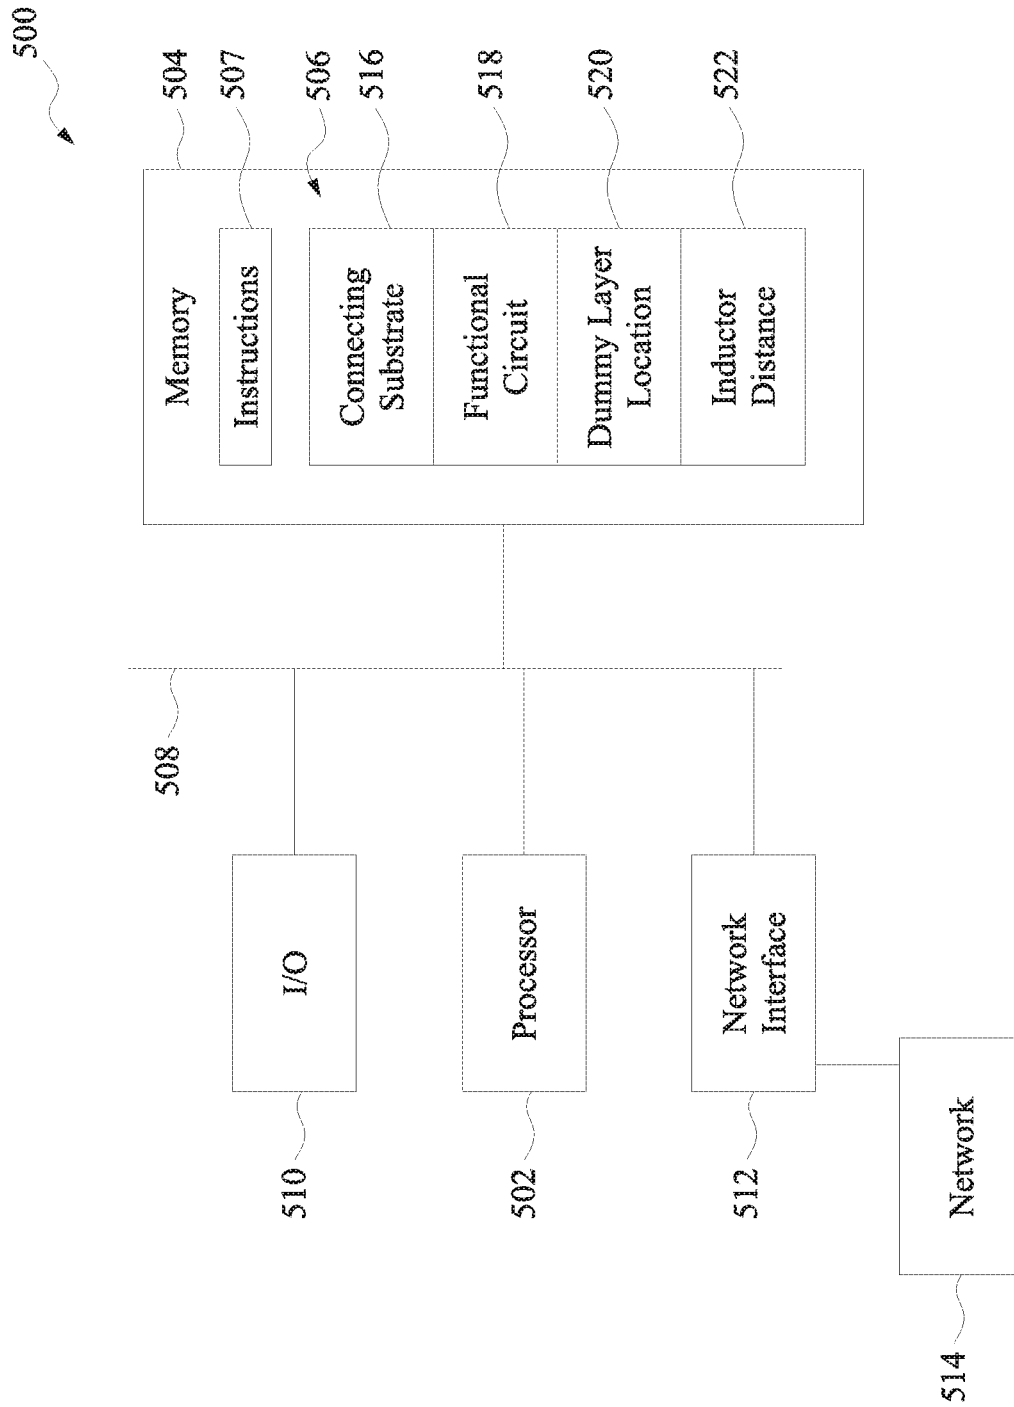 500
504
507
506
516
518
520
522
Memory
Instructions
Connecting
Substrate
Functional
Circuit
Dummy Layer
Location
Inductor
Distance
508
I/O
Processor
Network
Interface
510
502
512
Network
514